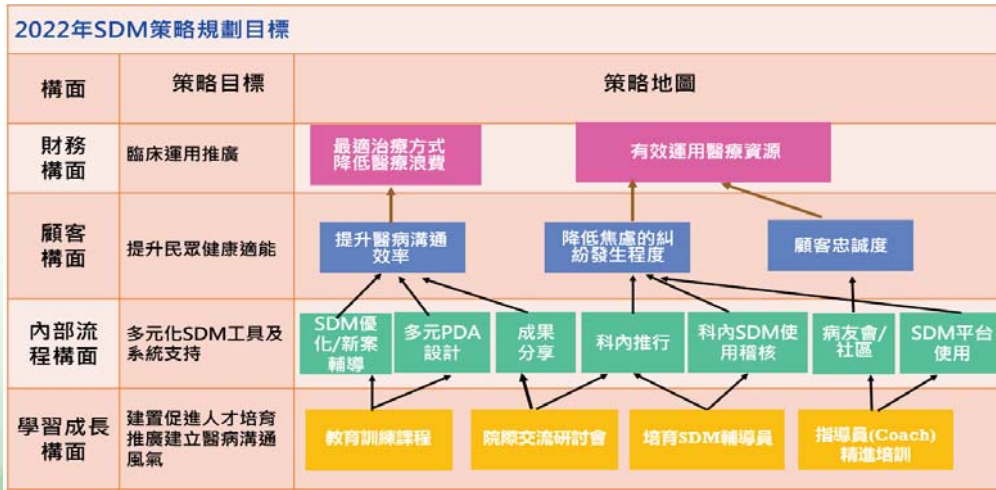 2022年SDM策略規劃目標
構面
策略目標
策略地圖
財務
構面
臨床運用推廣
最適治療方式
降低醫療浪費
有效運用醫療資源
顧客
構面
提升民眾健康適能
提升醫病溝通
效率
降低焦慮的糾
紛發生程度
顧客忠誠度
內部流
程構面
多元化SDM工具及
系統支持
SDM優
化/新案
輔導
多元PDA
設計
成果
分享
科內推行
科內SDM使
用稽核
病友會/
社區
SDM平台
使用
學習成長
構面
建置促進人才培育
推廣建立醫病溝通
風氣
教育訓練課程
院際交流研討會
培育SDM輔導員
指導員(Coach)
精進培訓